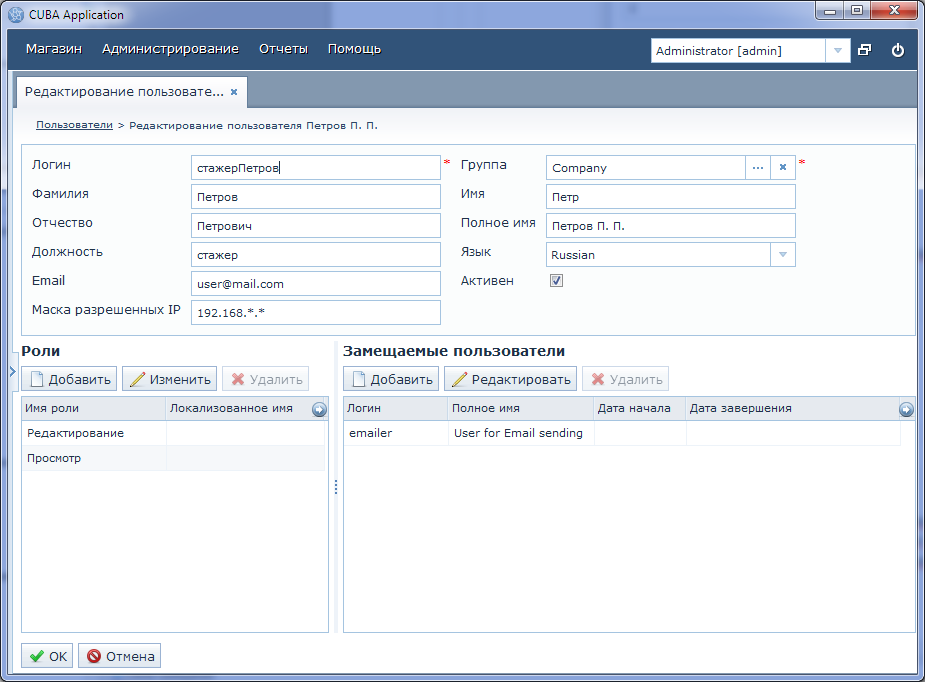 CUBA Application
Магазин Администрирование Отчеты Помощь Administrator [admin]
Редактирование пользовате...
Пользователи > Редактирование пользователя Петров П. П.
Логин стажерПетров * Группа Company ... *
Фамилия Петров Имя Петр
Отчество Петрович Полное имя Петров П. П.
Должность стажер Язык Russian
Email user@mail.com Активен
Маска разрешенных IP 192.168.*.*
Роли Замещаемые пользователи
Добавить Изменить Удалить Добавить Редактировать Удалить
Имя роли Локализованное имя Логин Полное имя Дата начала Дата завершения
Редактирование emailer User for Email sending
Просмотр
OK Отмена